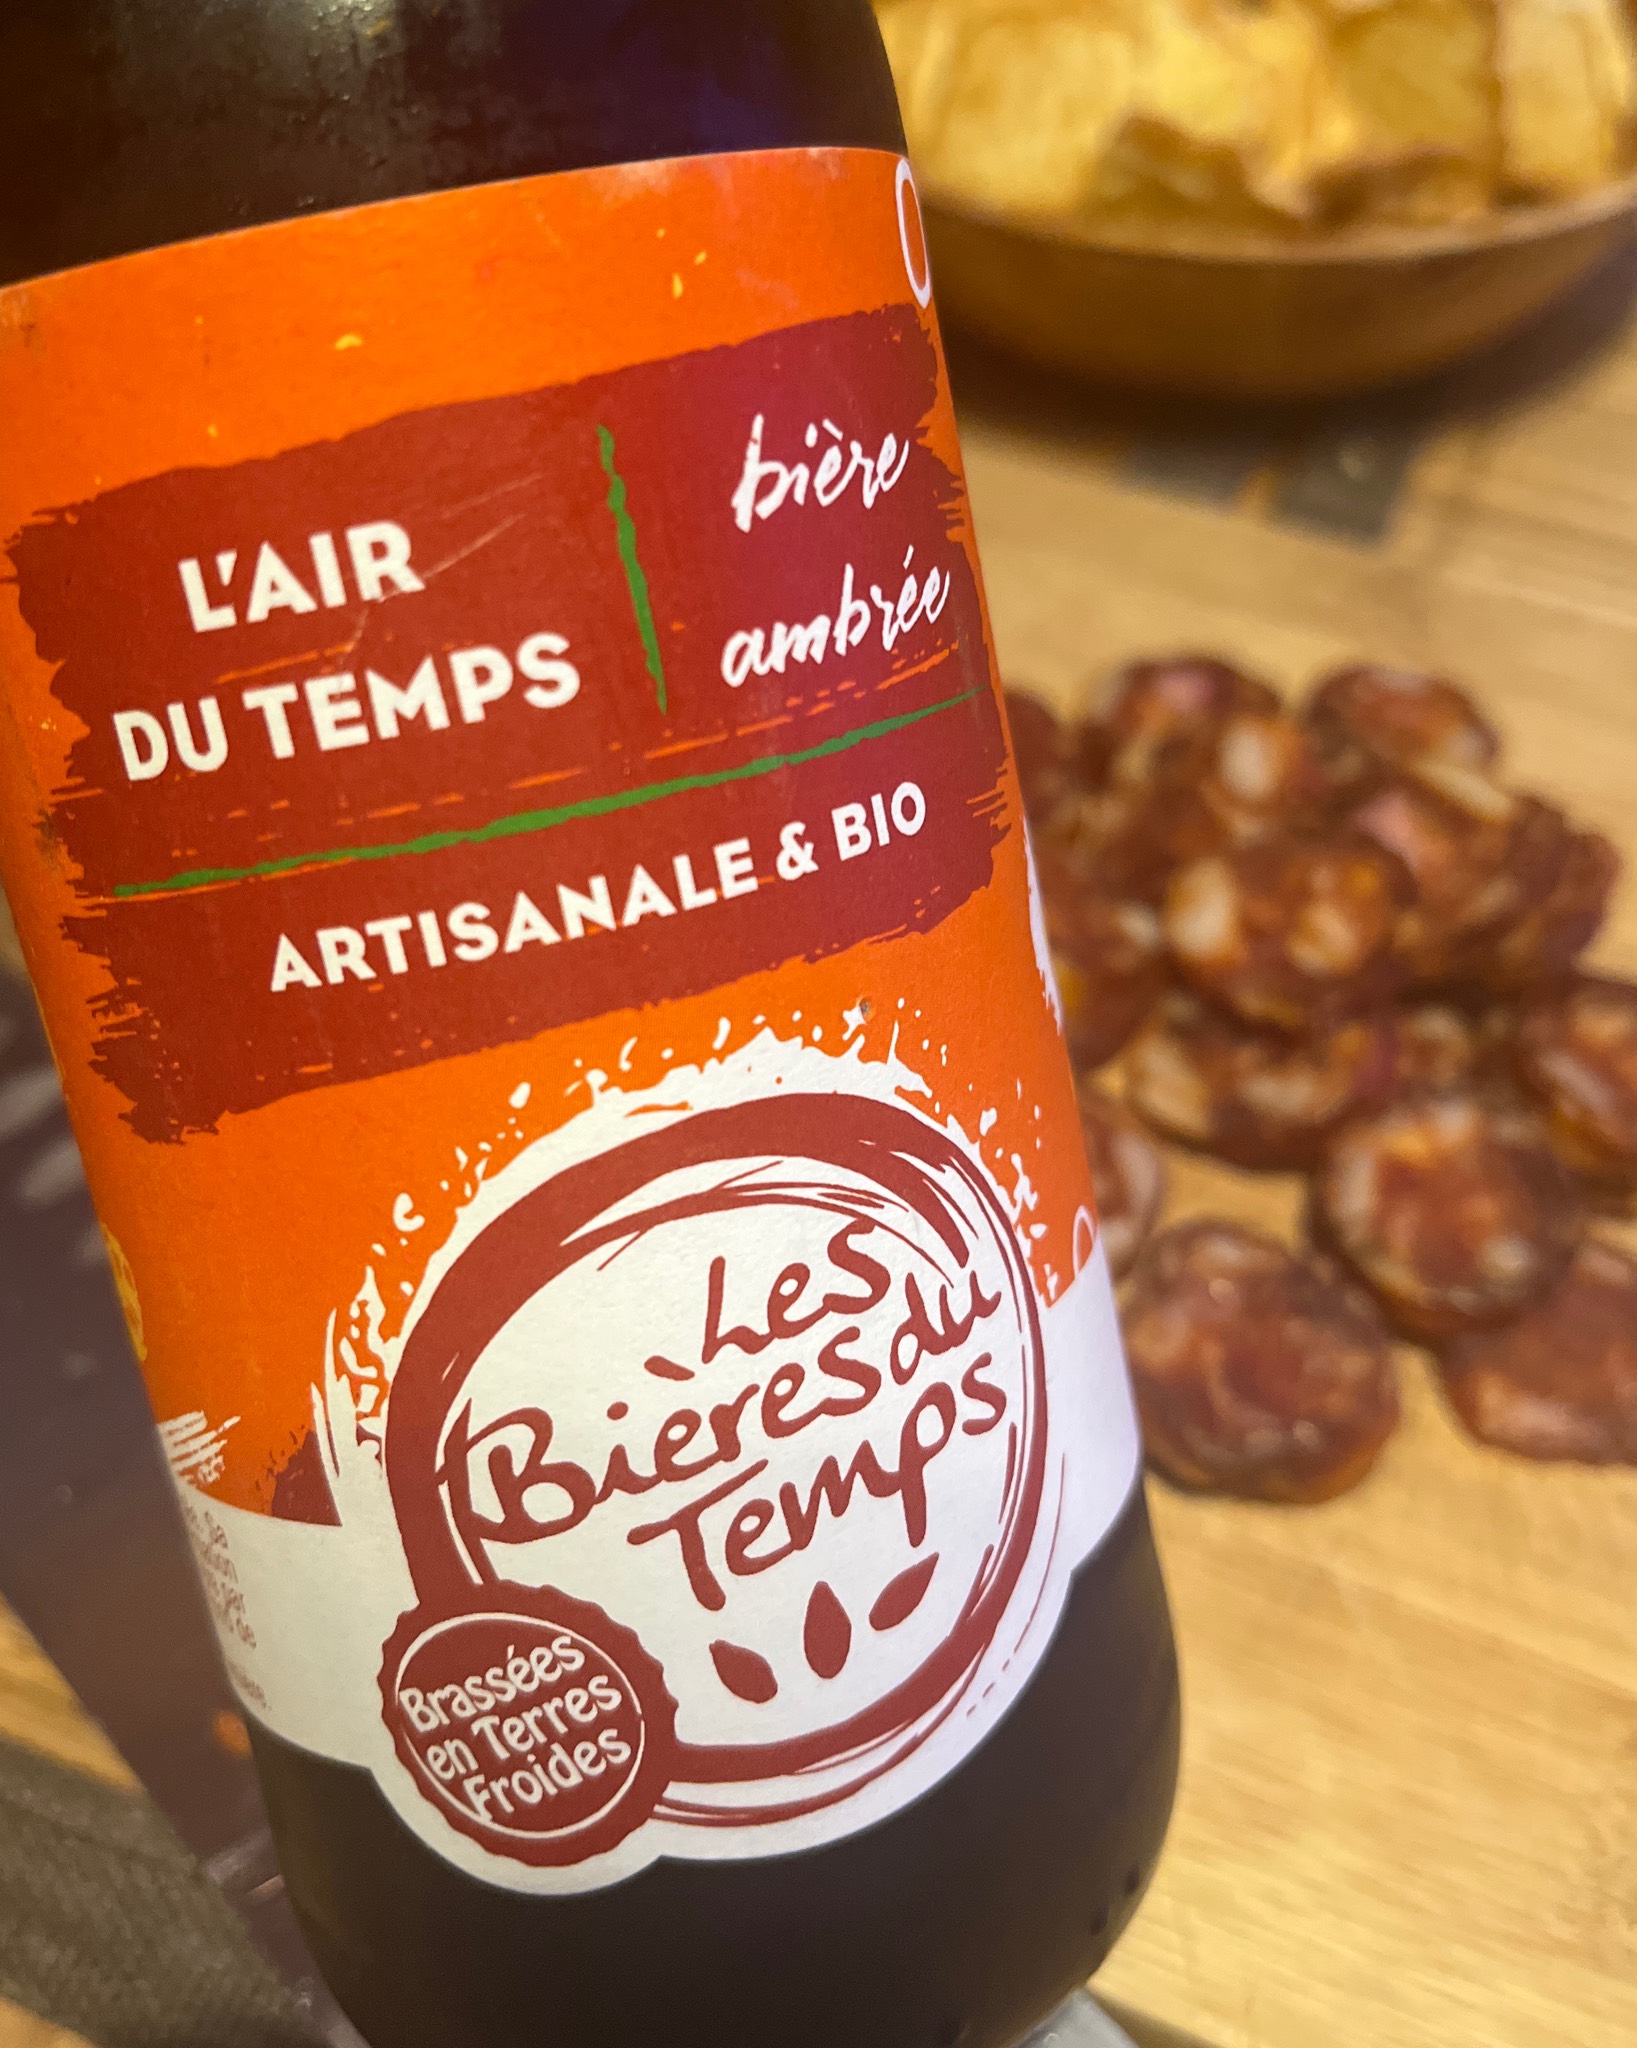 L'AIR
DU TEMPS
bière
ambrée
ARTISANALE & BIO
Les
Bières du
Temps
Brassées
en Terres
Froides